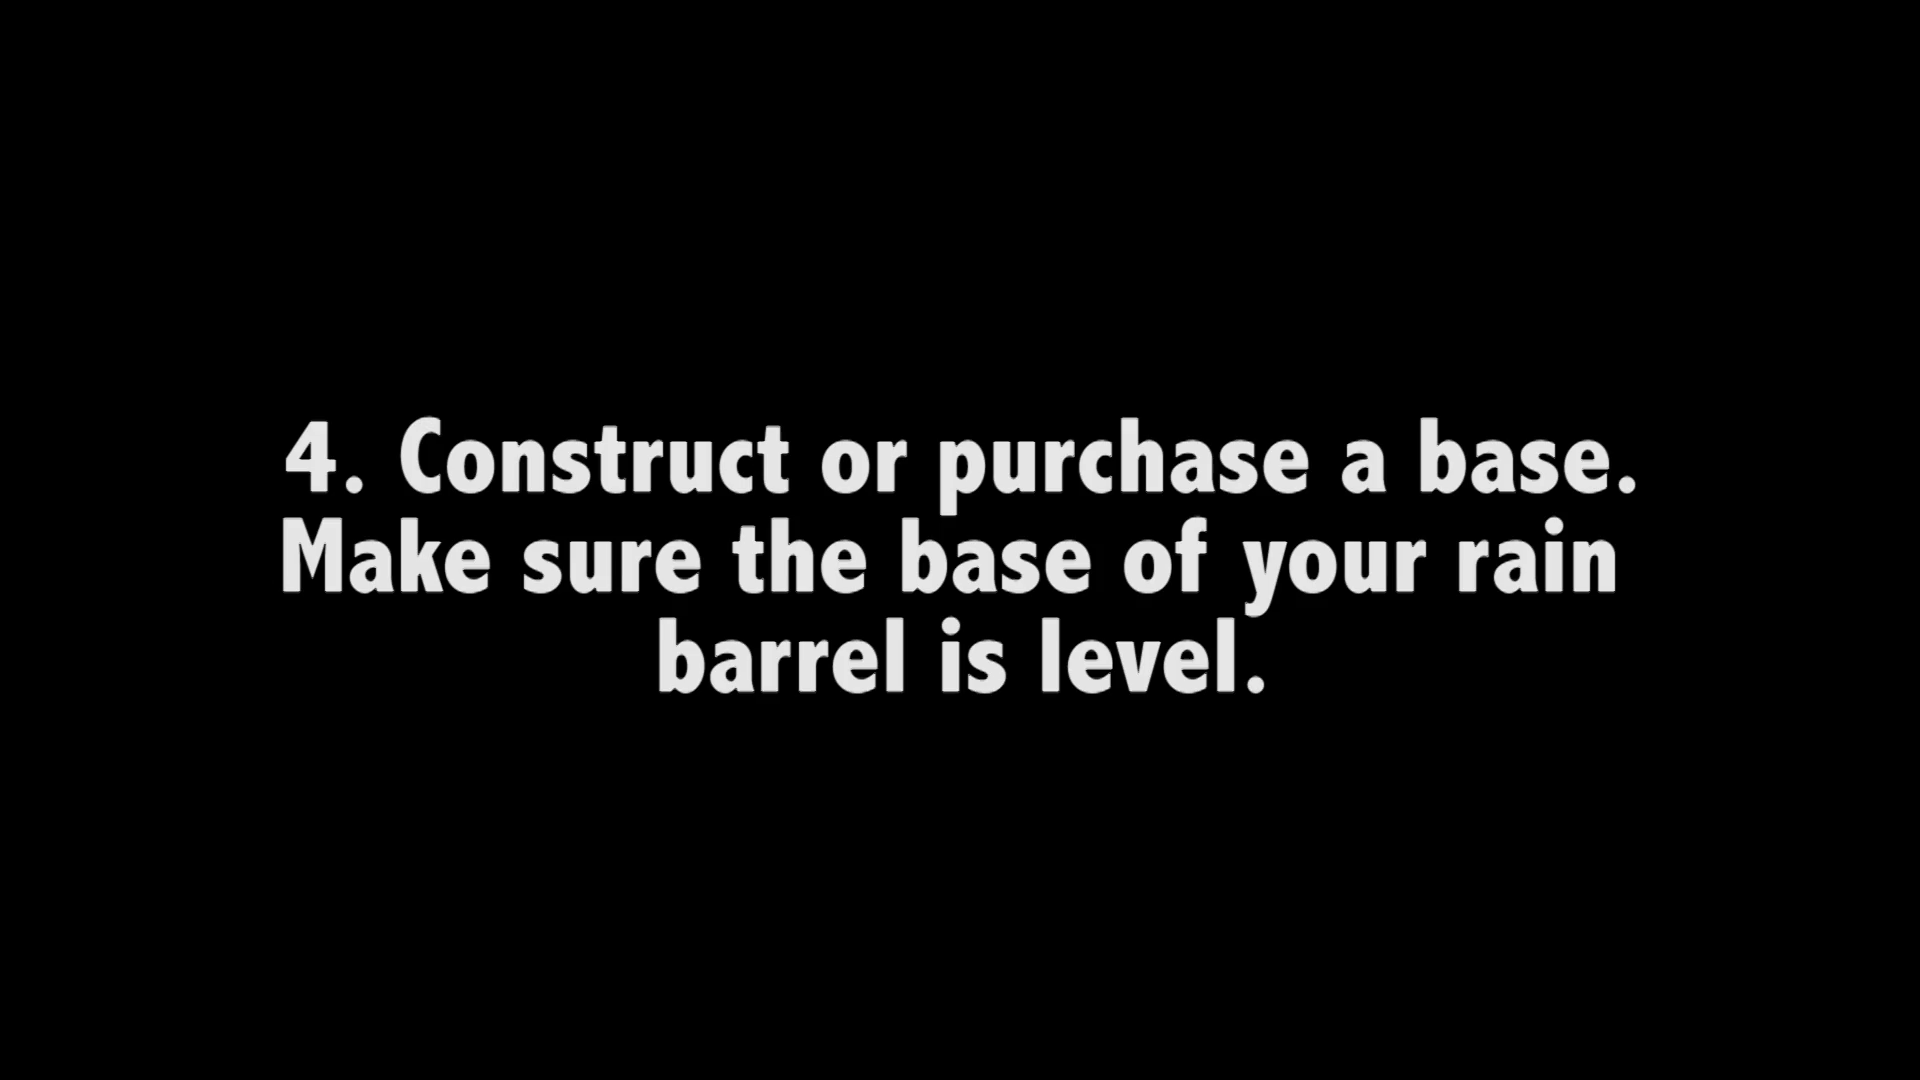 4. Construct or purchase a base.
Make sure the base of your rain
barrel is level.